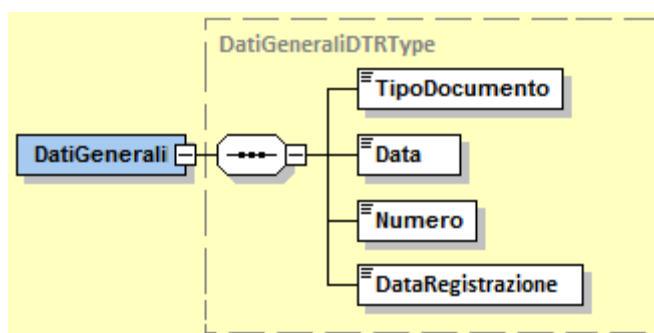 DatiGeneraliDTRType
TipoDocumento
DatiGenerali
Data
Numero
DataRegistrazione